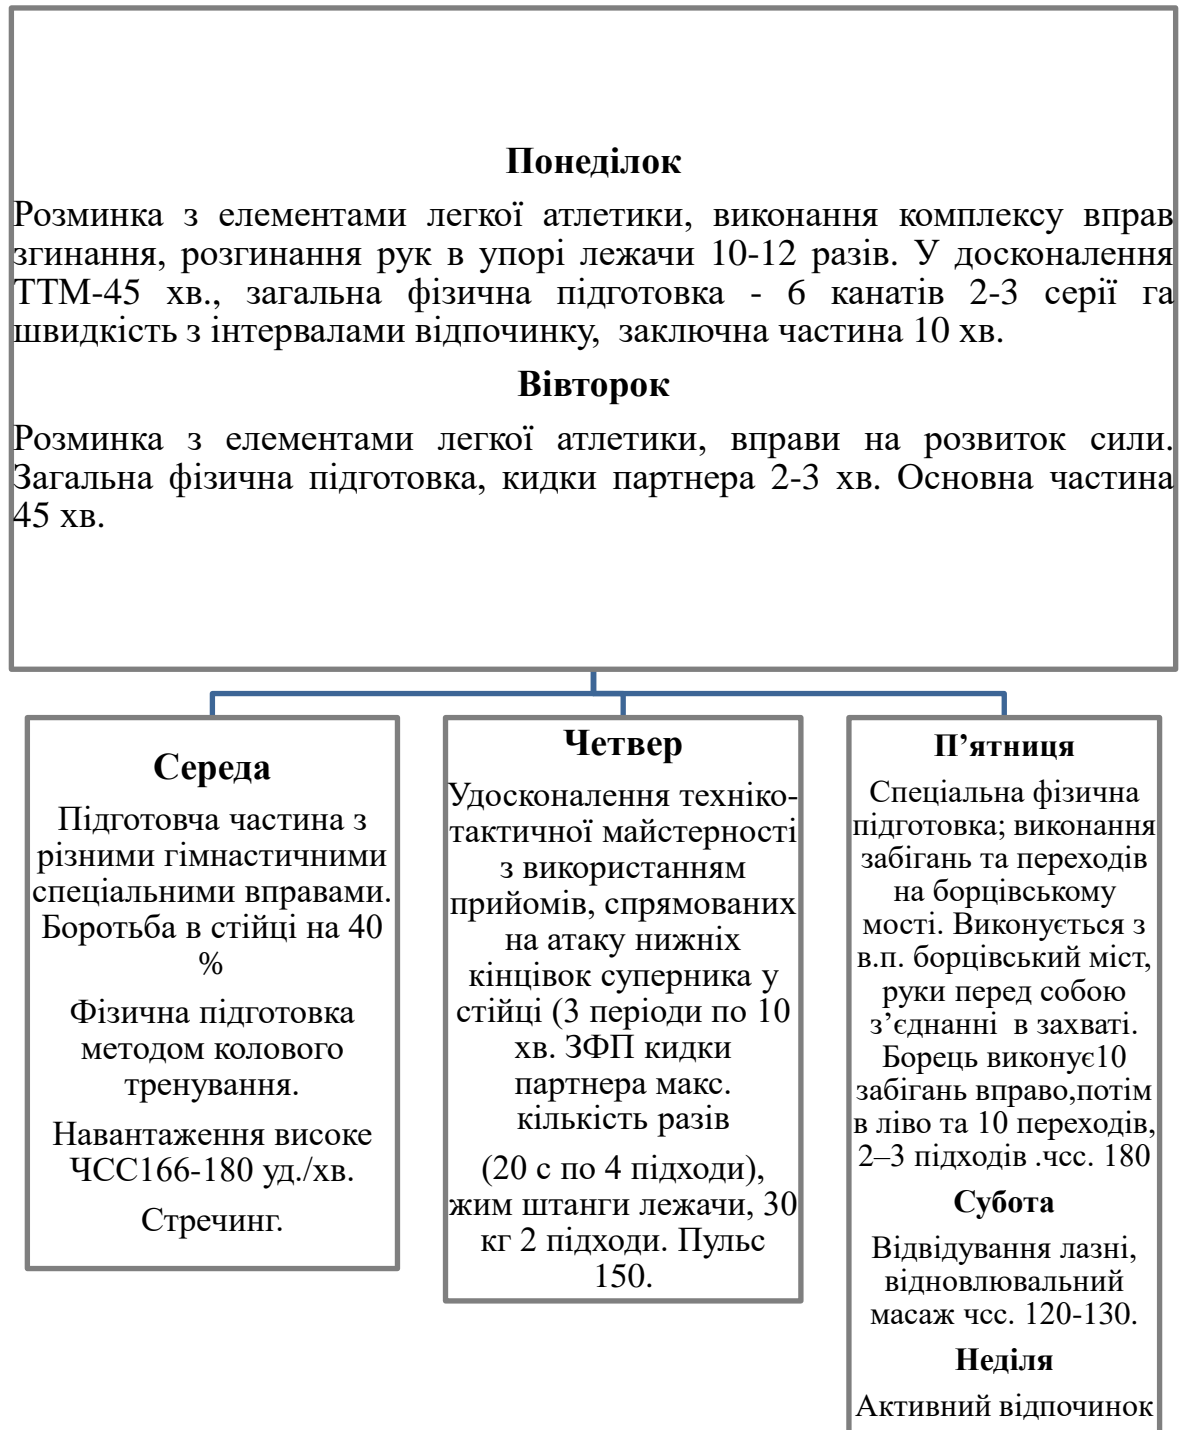 Понеділок
Розминка з елементами легкої атлетики, виконання комплексу вправ
згинання, розгинання рук в упорі лежачи 10-12 разів. У досконалення
ТТМ-45 хв., загальна фізична підготовка - 6 канатів 2-3 серії га
швидкість з інтервалами відпочинку, заключна частина 10 хв.
Вівторок
Розминка з елементами легкої атлетики, вправи на розвиток сили.
Загальна фізична підготовка, кидки партнера 2-3 хв. Основна частина
45 хв.
Середа
Підготовча частина з
різними гімнастичними
спеціальними вправами.
Боротьба в стійці на 40
%
Фізична підготовка
методом колового
тренування.
Навантаження високе
ЧСС166-180 уд./хв.
Стречинг.
Четвер
Удосконалення техніко-
тактичної майстерності
з використанням
прийомів, спрямованих
на атаку нижніх
кінцівок суперника у
стійці (3 періоди по 10
хв. ЗФП кидки
партнера макс.
кількість разів
(20 с по 4 підходи),
жим штанги лежачи, 30
кг 2 підходи. Пульс
150.
П’ятниця
Спеціальна фізична
підготовка; виконання
забігань та переходів
на борцівському
мості. Виконується з
в.п. борцівський міст,
руки перед собою
з’єднанні в захваті.
Борець виконує10
забігань вправо,потім
в ліво та 10 переходів,
2–3 підходів .чсс. 180
Субота
Відвідування лазні,
відновлювальний
масаж чсс. 120-130.
Неділя
Активний відпочинок